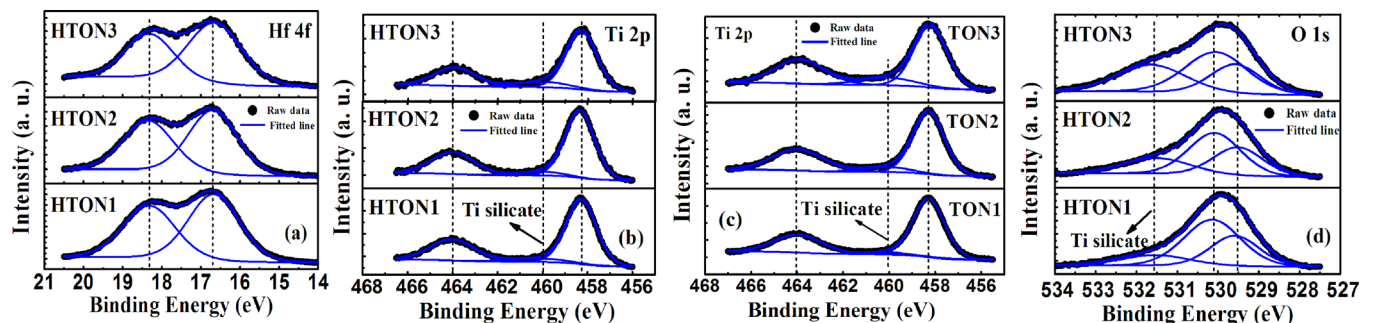 HTON3
Hf 4f
HTON2
Raw data
Fitted line
HTON1
(a)
Intensity (a. u.)
21 20 19 18 17 16 15 14
Binding Energy (eV)
HTON3
Ti 2p
HTON2
Raw data
Fitted line
HTON1
Ti silicate
(b)
Intensity (a. u.)
468 466 464 462 460 458 456
Binding Energy (eV)
Ti 2p
Raw data
Fitted line
TON3
TON2
Ti silicate
TON1
(c)
Intensity (a. u.)
468 466 464 462 460 458 456
Binding Energy (eV)
HTON3
O 1s
HTON2
Raw data
Fitted line
HTON1
Ti silicate
(d)
Intensity (a. u.)
534 533 532 531 530 529 528 527
Binding Energy (eV)